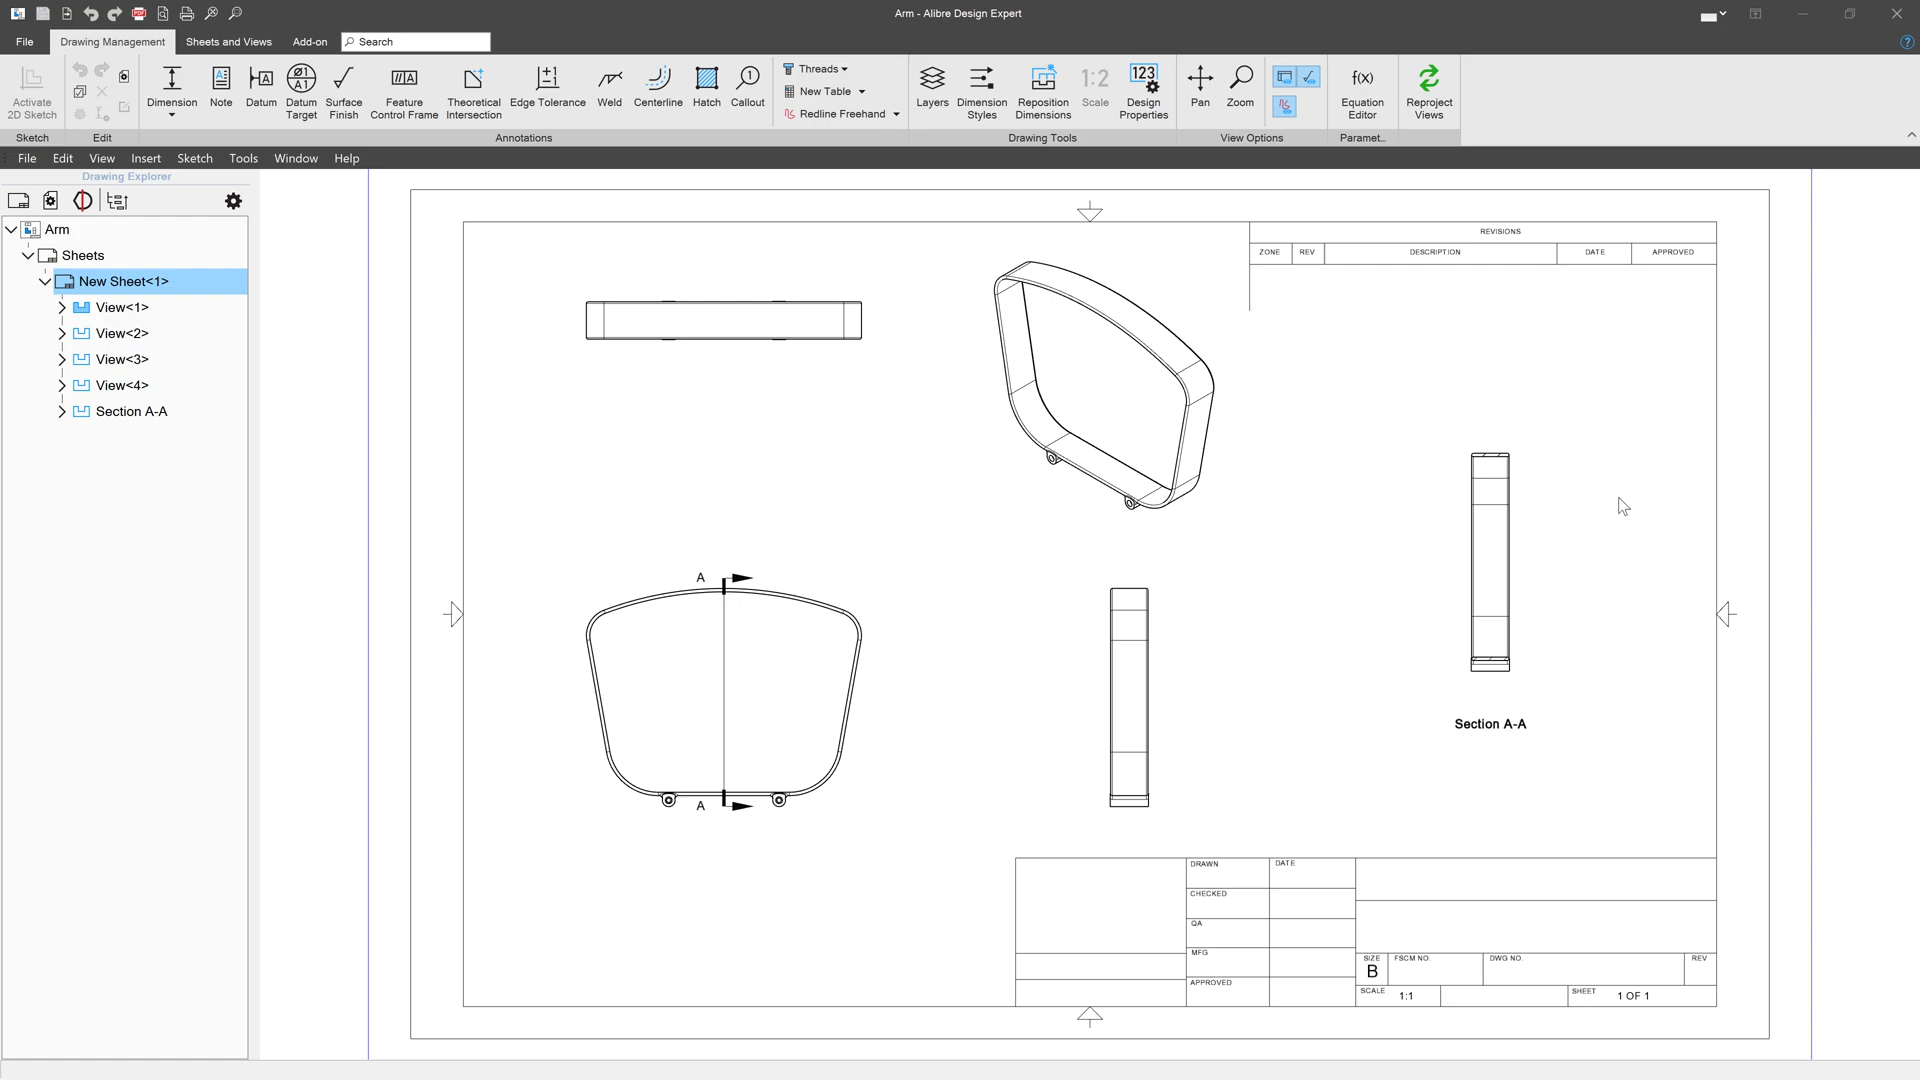 PDF
Arm - Alibre Design Expert
File
Drawing Management
Sheets and Views
Add-on
Search
Activate
2D Sketch
Dimension
Note
Datum
Datum
Target
Surface
Finish
Feature
Control Frame
Theoretical
Intersection
Edge Tolerance
Weld
Centerline
Hatch
Callout
Threads
New Table
Redline Freehand
Layers
Dimension
Styles
Reposition
Dimensions
1:2
Scale
123
Design
Properties
Pan
Zoom
f(x)
Equation
Editor
Reproject
Views
Sketch
Edit
Annotations
Drawing Tools
View Options
Paramet...
File
Edit
View
Insert
Sketch
Tools
Window
Help
Drawing Explorer
Arm
Sheets
New Sheet<1>
View<1>
View<2>
View<3>
View<4>
Section A-A
REVISIONS
ZONE
REV
DESCRIPTION
DATE
APPROVED
A
A
Section A-A
DRAWN
DATE
CHECKED
QA
MFG
APPROVED
SIZE
B
FSCM NO.
DWG NO.
REV
SCALE
1:1
SHEET
1 OF 1